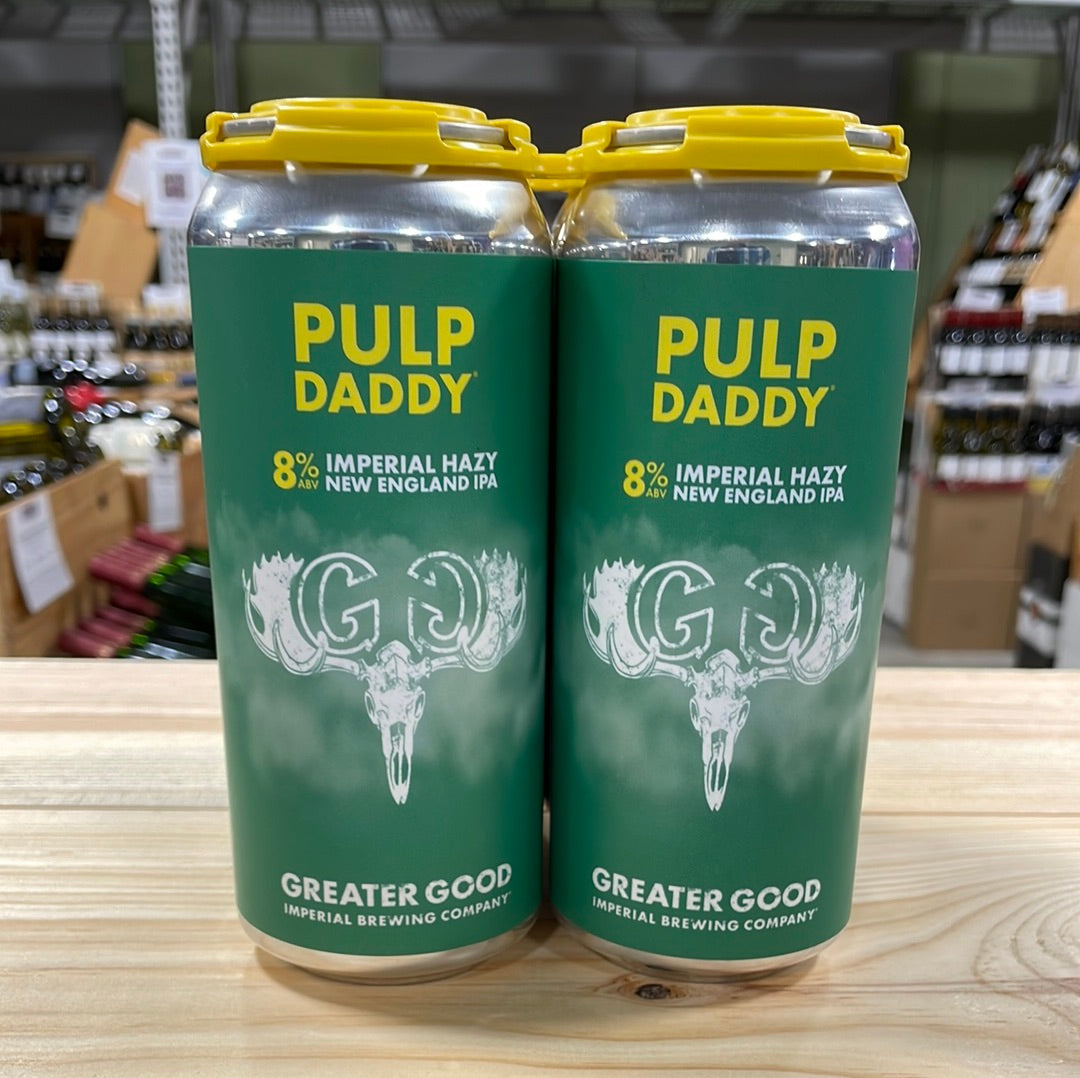 PULP
DADDY®
8% ABV IMPERIAL HAZY
NEW ENGLAND IPA
GG
GREATER GOOD
IMPERIAL BREWING COMPANY
PULP
DADDY®
8% ABV IMPERIAL HAZY
NEW ENGLAND IPA
GG
GREATER GOOD
IMPERIAL BREWING COMPANY